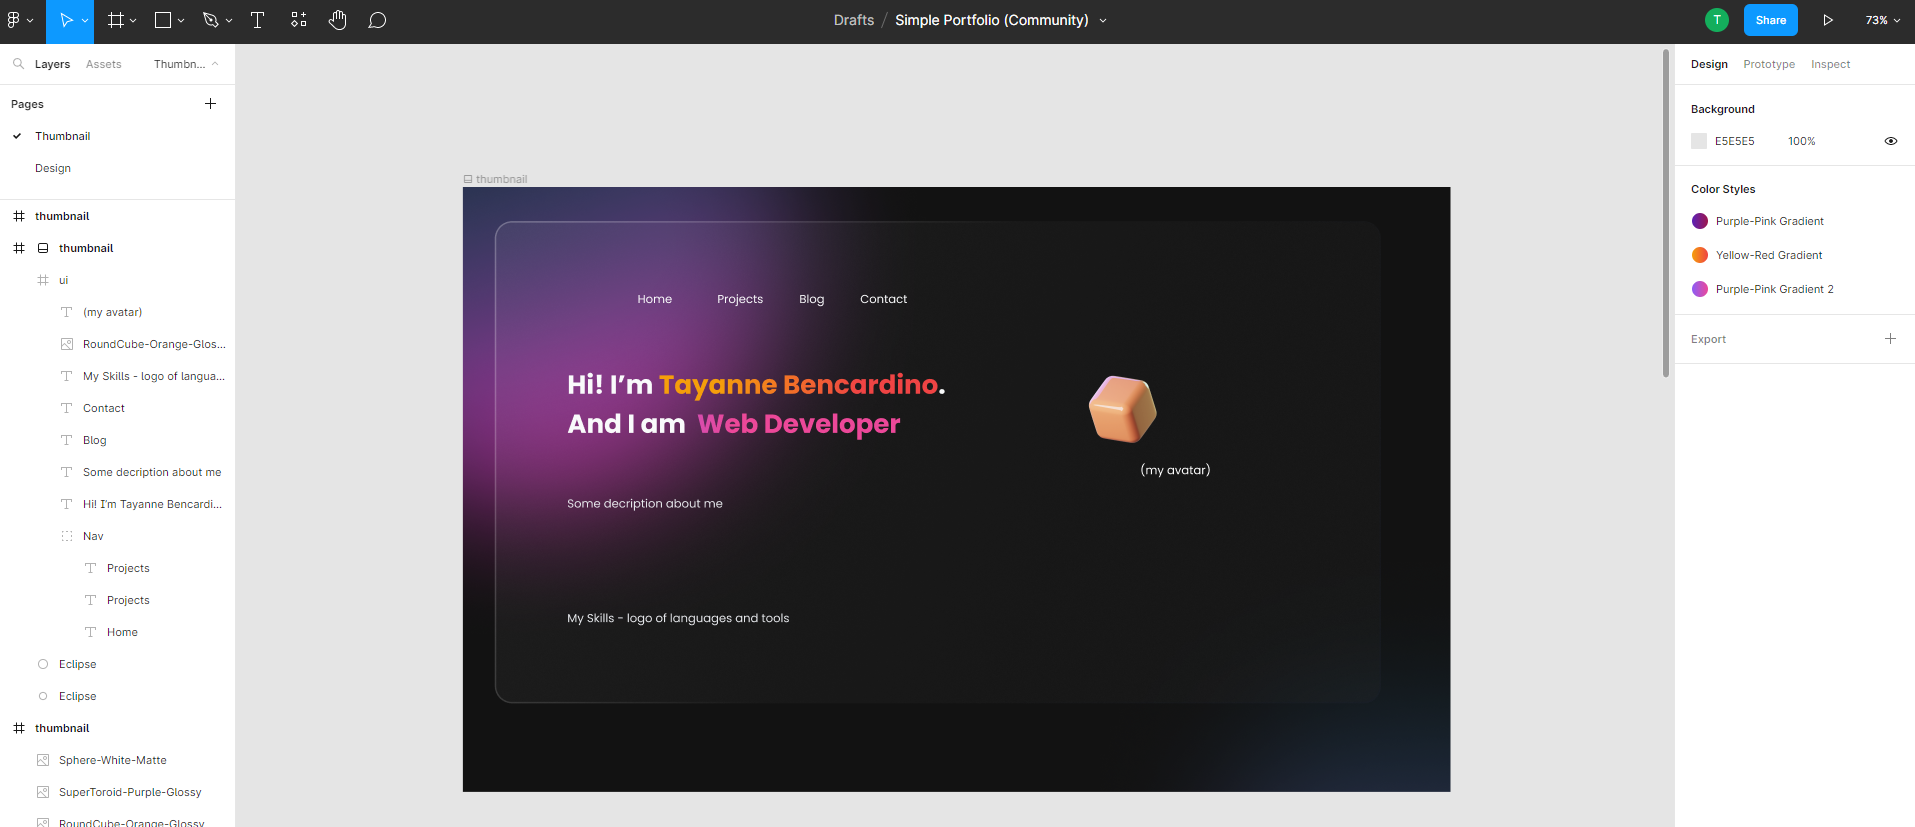 Drafts / Simple Portfolio (Community)
T
Share
73%
Layers
Assets
Thumbn...
Pages
Thumbnail
Design
thumbnail
thumbnail
ui
(my avatar)
RoundCube-Orange-Glos...
My Skills - logo of langua...
Contact
Blog
Some decription about me
Hi! I'm Tayanne Bencardi...
Nav
Projects
Projects
Home
Eclipse
Eclipse
thumbnail
Sphere-White-Matte
SuperToroid-Purple-Glossy
RoundCube-Orange-Glossy
thumbnail
Home Projects Blog Contact
Hi! I’m Tayanne Bencardino.
And I am Web Developer
(my avatar)
Some decription about me
My Skills - logo of languages and tools
Design
Prototype
Inspect
Background
E5E5E5 100%
Color Styles
Purple-Pink Gradient
Yellow-Red Gradient
Purple-Pink Gradient 2
Export